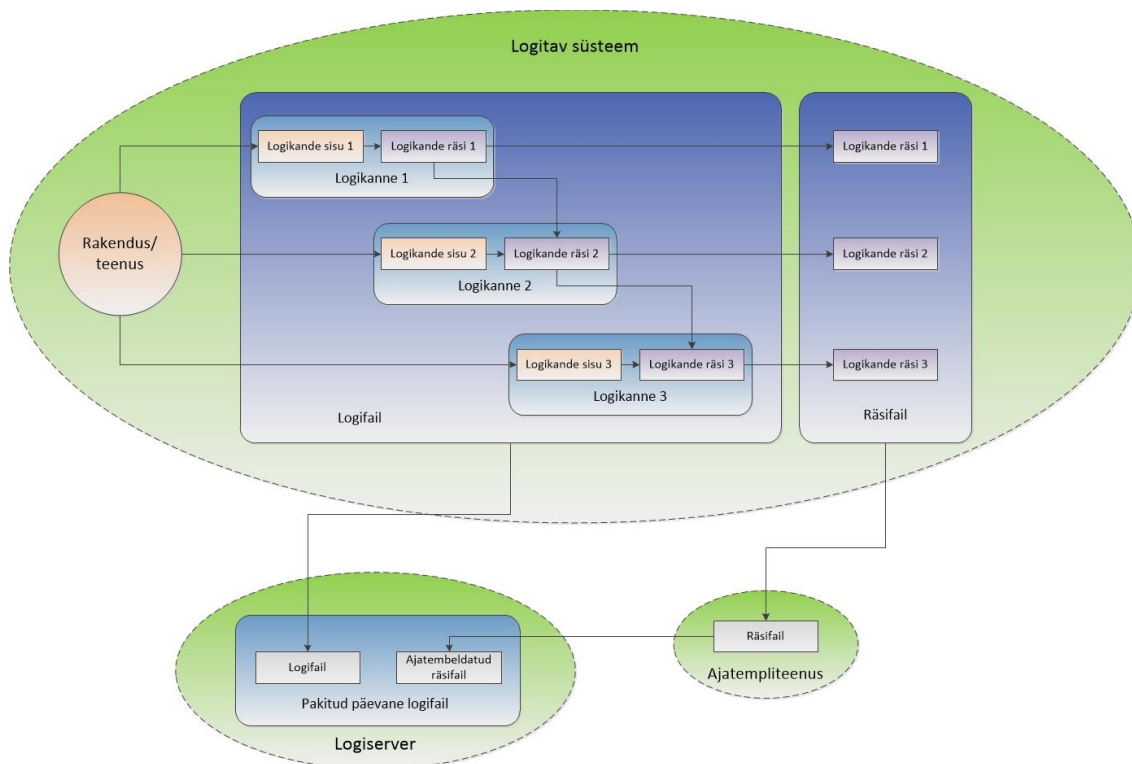 Logitav süsteem
Logikande sisu 1
Logikande räsi 1
Logikande räsi 1
Logikanne 1
Rakendus/
teenus
Logikande sisu 2
Logikande räsi 2
Logikande räsi 2
Logikanne 2
Logikande sisu 3
Logikande räsi 3
Logikande räsi 3
Logikanne 3
Logifail
Räsifail
Logifail
Ajatembeldatud
räsifail
Pakitud päevane logifail
Logiserver
Räsifail
Ajatempliteenus